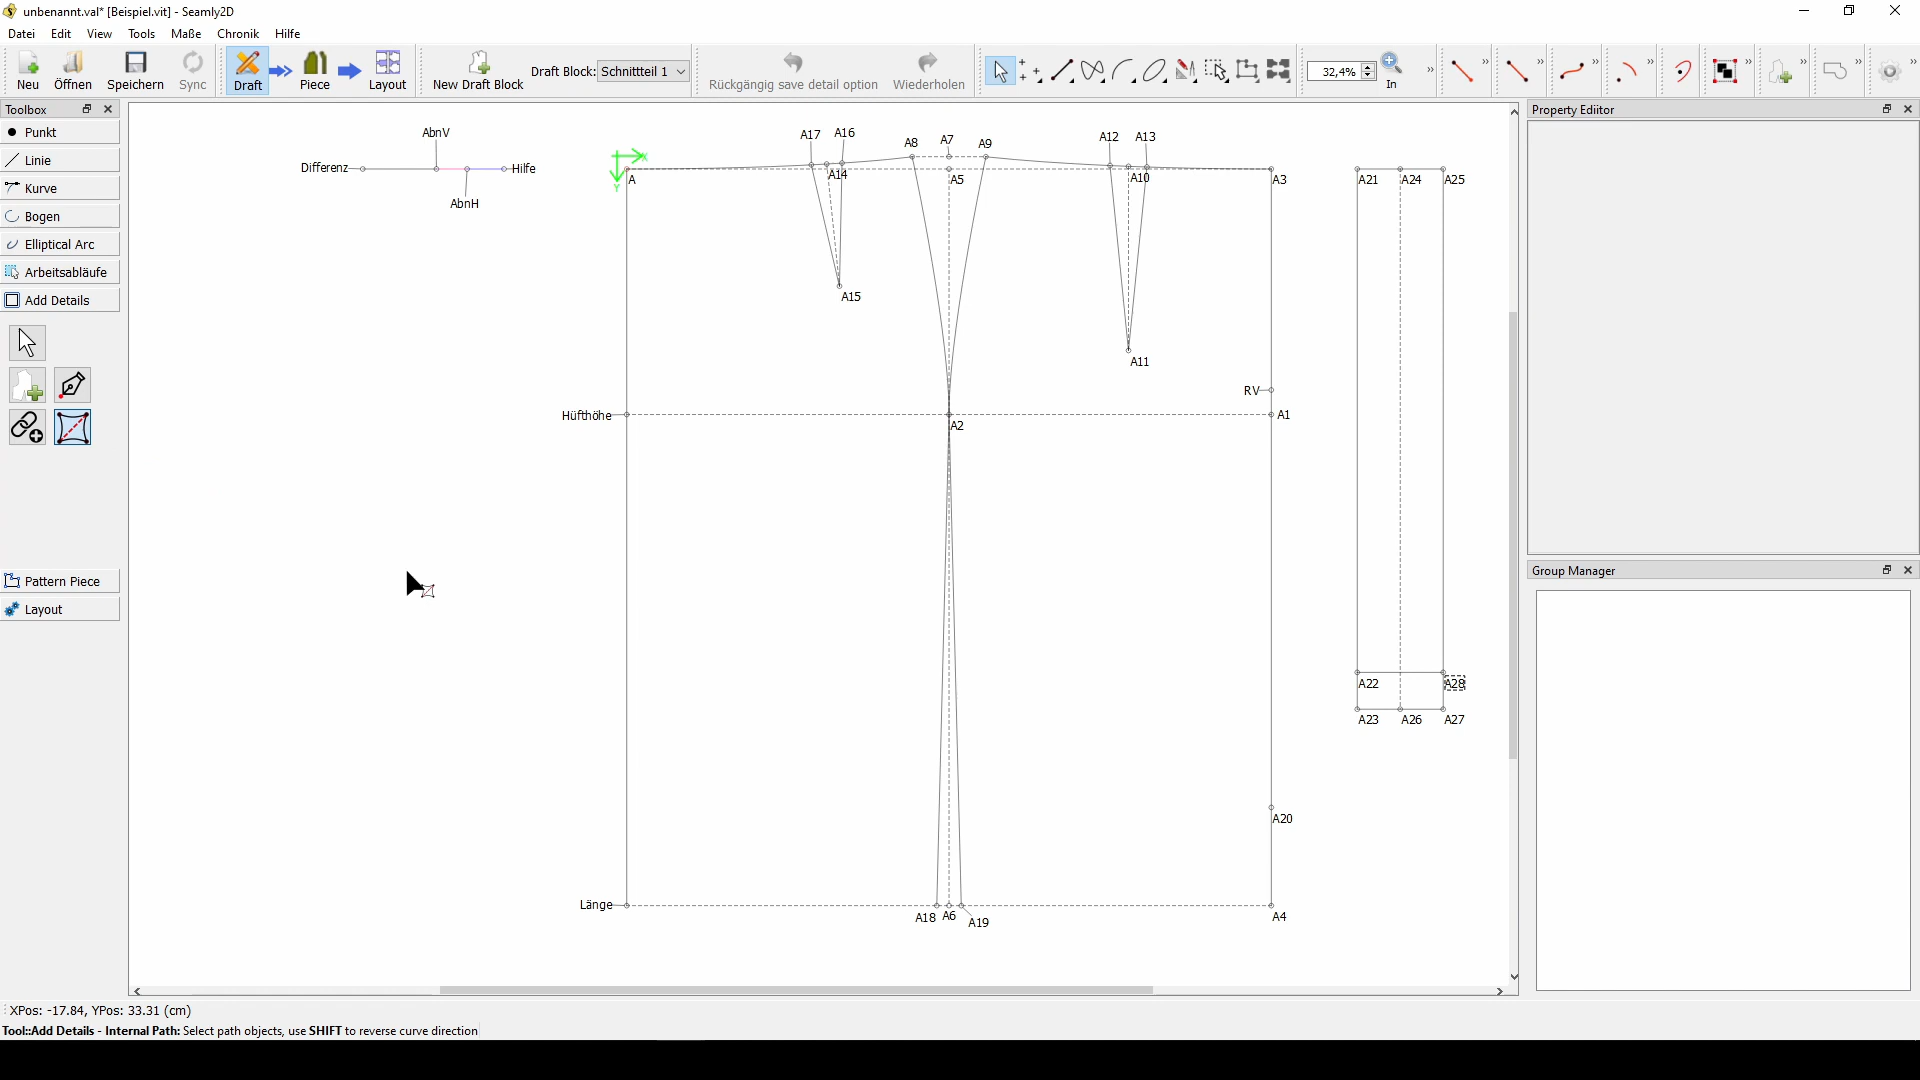 unbenannt.val* [Beispiel.vit] - Seamly2D
Datei Edit View Tools Maße Chronik Hilfe
Neu Öffnen Speichern Sync Draft Piece Layout New Draft Block Draft Block: Schnittteil 1 Rückgängig save detail option Wiederholen 32,4% In
Toolbox
Punkt
Linie
Kurve
Bogen
Elliptical Arc
Arbeitsabläufe
Add Details
Pattern Piece
Layout
AbnV
Differenz
Hilfe
AbnH
X
Y
A
A17
A16
A14
A15
A8
A7
A9
A5
A12
A13
A10
A11
A3
RV
Hüfthöhe
A2
A1
A20
Länge
A18
A6
A19
A4
A21
A24
A25
A22
A28
A23
A26
A27
Property Ediitor
Group Manager
XPos: -17.84, YPos: 33.31 (cm)
Tool::Add Details - Internal Path: Select path objects, use SHIFT to reverse curve direction